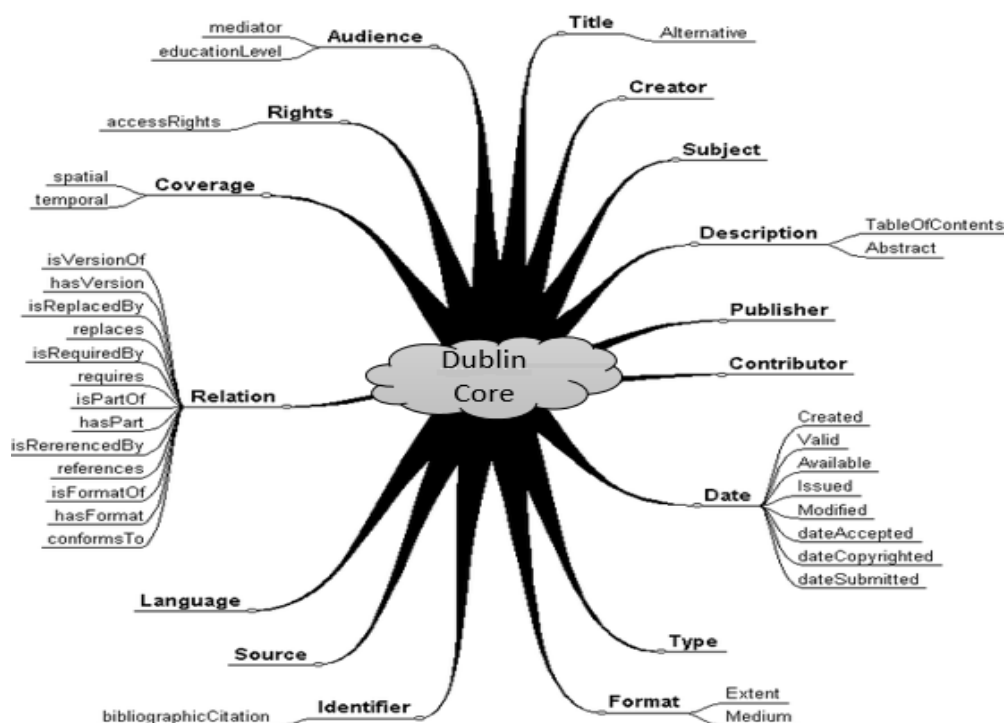 Dublin
Core
Title
Alternative
Creator
Subject
Description
TableOfContents
Abstract
Publisher
Contributor
Date
Created
Valid
Available
Issued
Modified
dateAccepted
dateCopyrighted
dateSubmitted
Type
Format
Extent
Medium
Audience
mediator
educationLevel
Rights
accessRights
Coverage
spatial
temporal
Relation
isVersionOf
hasVersion
isReplacedBy
replaces
isRequiredBy
requires
isPartOf
hasPart
isRererencedBy
references
isFormatOf
hasFormat
conformsTo
Language
Source
Identifier
bibliographicCitation